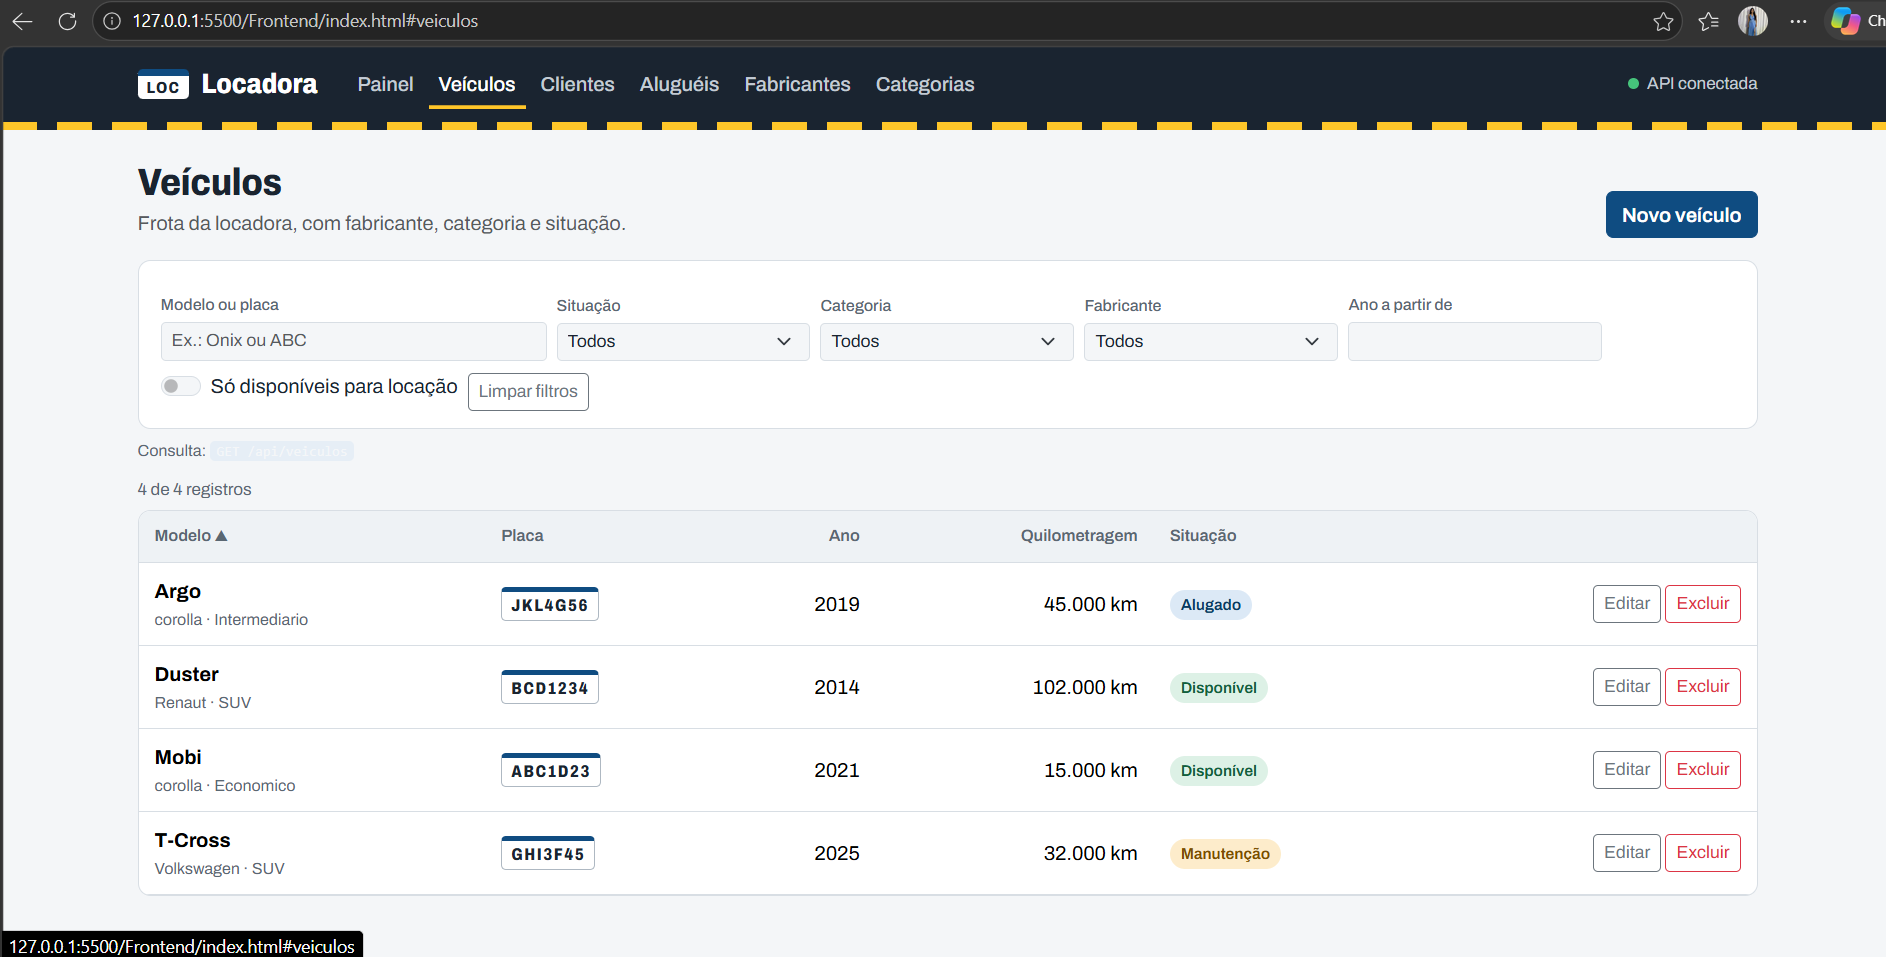 127.0.0.1:5500/Frontend/index.html#veiculos
Ch
LOC Locadora Painel Veículos Clientes Aluguéis Fabricantes Categorias API conectada
Veículos
Frota da locadora, com fabricante, categoria e situação.
Novo veículo
Modelo ou placa Situação Categoria Fabricante Ano a partir de
Ex.: Onix ou ABC Todos Todos Todos
Só disponíveis para locação Limpar filtros
Consulta: GET /api/veiculos
4 de 4 registros
Modelo ▲ Placa Ano Quilometragem Situação
Argo
corolla · Intermediario
JKL4G56 2019 45.000 km Alugado Editar Excluir
Duster
Renaut · SUV
BCD1234 2014 102.000 km Disponível Editar Excluir
Mobi
corolla · Economico
ABC1D23 2021 15.000 km Disponível Editar Excluir
T-Cross
Volkswagen · SUV
GHI3F45 2025 32.000 km Manutenção Editar Excluir
127.0.0.1:5500/Frontend/index.html#veiculos